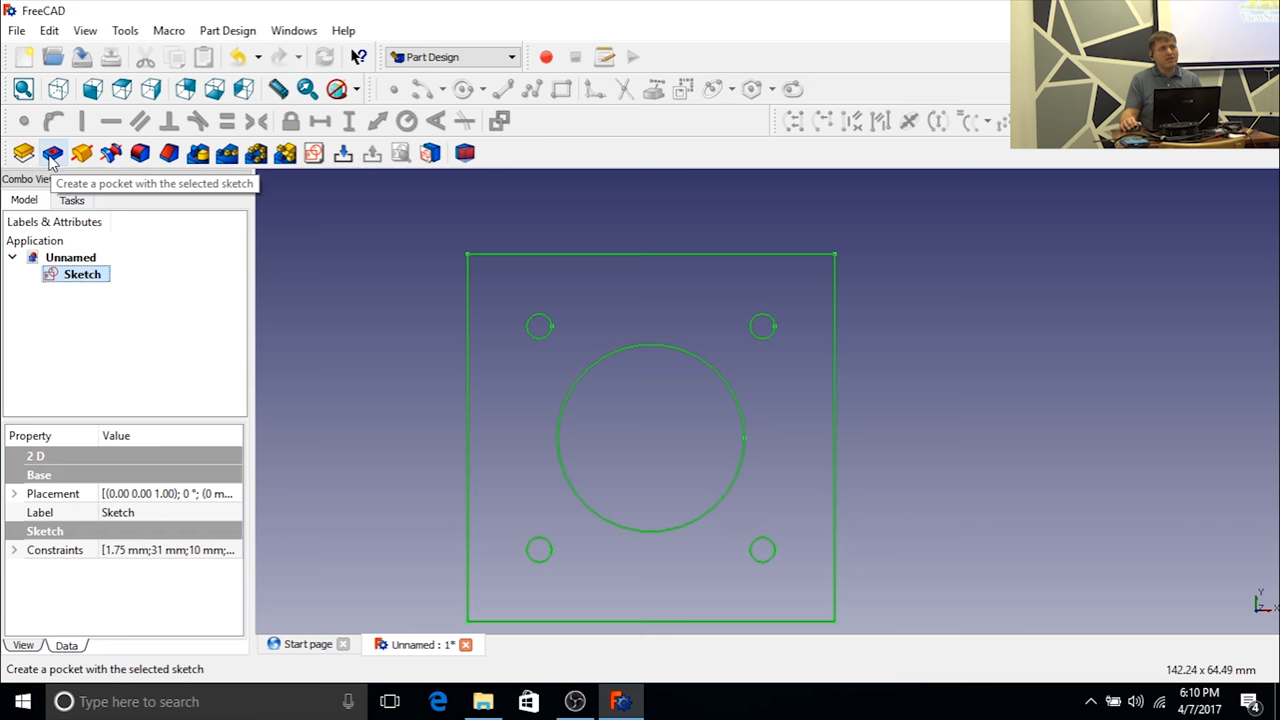 FreeCAD
File Edit View Tools Macro Part Design Windows Help
Part Design
Create a pocket with the selected sketch
Combo Vie
Model Tasks
Labels & Attributes
Application
Unnamed
Sketch
Property Value
2 D
Base
Placement [(0.00 0.00 1.00); 0 °; (0 m...
Label Sketch
Sketch
Constraints [1.75 mm;31 mm;10 mm;...
View Data
Start page Unnamed : 1*
Create a pocket with the selected sketch 142.24 x 64.49 mm
Type here to search
6:10 PM
4/7/2017
4
Y
Z X